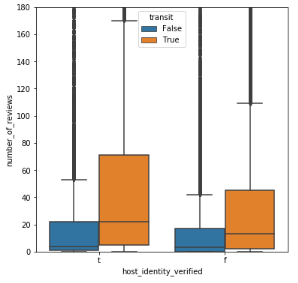 180
160
140
120
100
80
60
40
20
0
number_of_reviews
transit
False
True
t
f
host_identity_verified